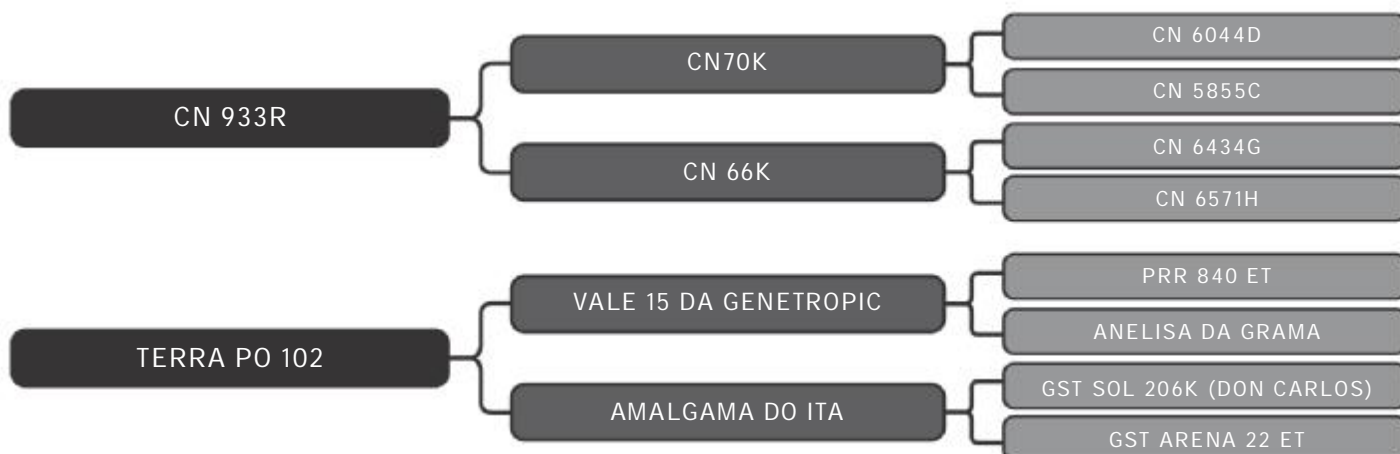 CN 6044D
CN70K
CN 5855C
CN 933R
CN 6434G
CN 66K
CN 6571H
PRR 840 ET
VALE 15 DA GENETROPIC
ANELISA DA GRAMA
TERRA PO 102
GST SOL 206K (DON CARLOS)
AMALGAMA DO ITA
GST ARENA 22 ET